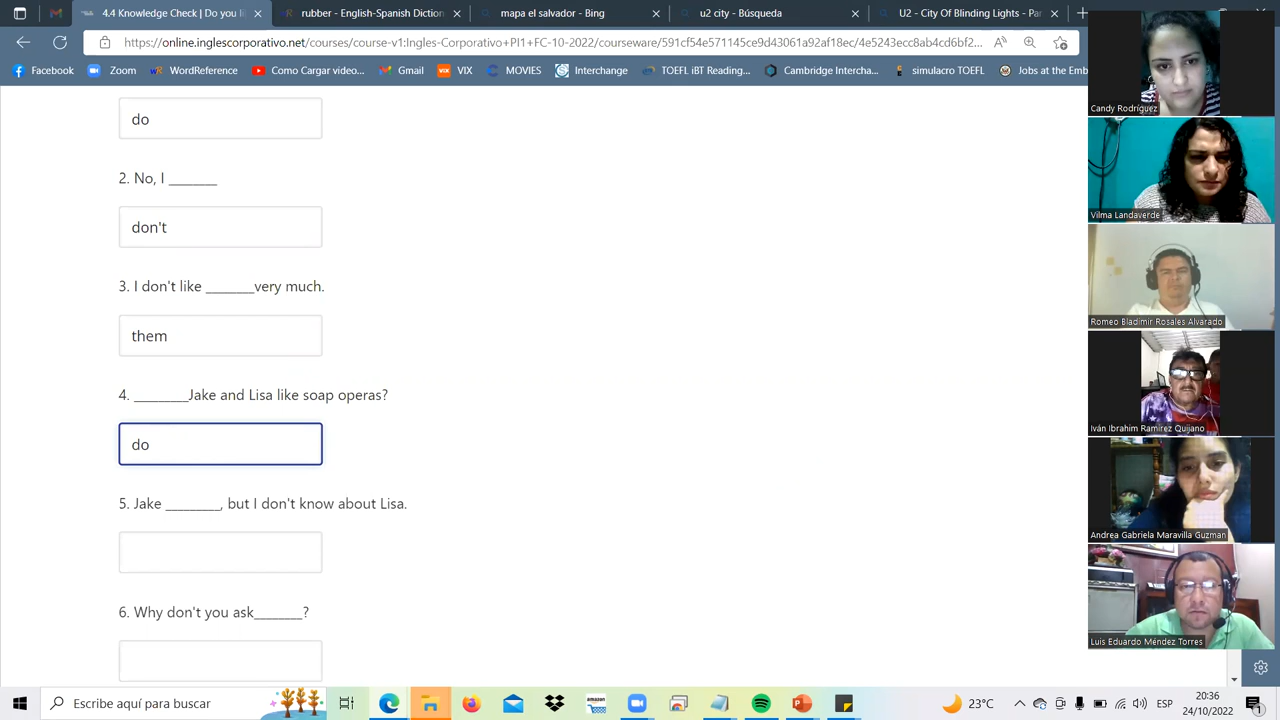 4.4 Knowledge | Do you li
rubber - English-Spanish Diction
mapa el salvador - Bing
u2 city - Búsqueda
U2 - City Of Blinding Lights - Par
https://online.inglescorporativo.net/courses/course-v1:Ingles-Corporativo+PI1+FC-10-2022/courseware/591cf54e571145ce9d43061a92af18ec/4e5243ecc8ab4cd6bf2...
Facebook
Zoom
WordReference
Como Cargar video...
Gmail
VIX
MOVIES
Interchange
TOEFL iBT Reading...
Cambridge Intercha...
simulacro TOEFL
Jobs at the Emb
do
2. No, I _______
don't
3. I don't like _______very much.
them
4. ________Jake and Lisa like soap operas?
do
5. Jake ________, but I don't know about Lisa.
6. Why don't you ask_______?
Candy Rodríguez
Vilma Landaverde
Romeo Bladimir Rosales Alvarado
Iván Ibrahim Ramírez Quijano
Andrea Gabriela Maravilla Guzman
Luis Eduardo Méndez Torres
Escribe aquí para buscar
23°C
ESP
20:36
24/10/2022
1